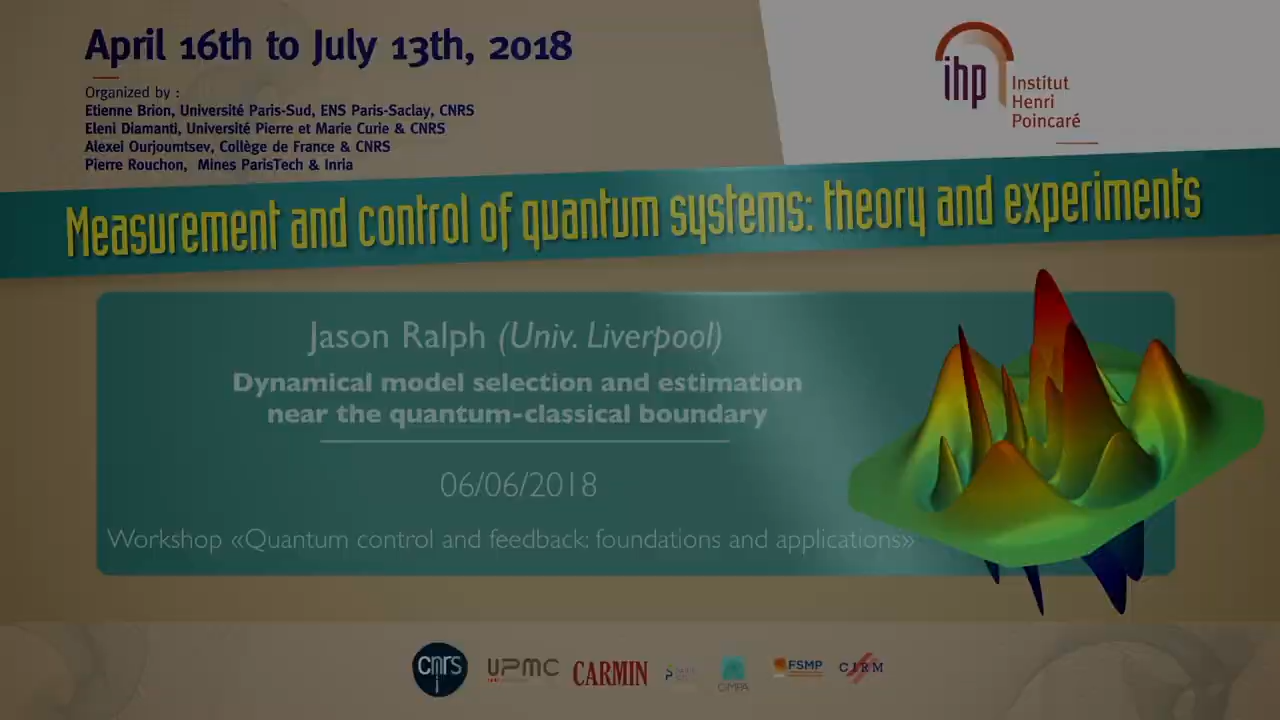 April 16th to July 13th, 2018
Organized by :
Etienne Brion, Université Paris-Sud, ENS Paris-Saclay, CNRS
Eleni Diamanti, Université Pierre et Marie Curie & CNRS
Alexei Ourjoumtsev, Collège de France & CNRS
Pierre Rouchon, Mines ParisTech & Inria
ihp
Institut
Henri
Poincaré
Measurement and control of quantum systems: theory and experiments
Jason Ralph (Univ. Liverpool)
Dynamical model selection and estimation
near the quantum-classical boundary
06/06/2018
Workshop «Quantum control and feedback: foundations and applications»
cnrs UPMC CARMIN CIMPA FSMP CIRM